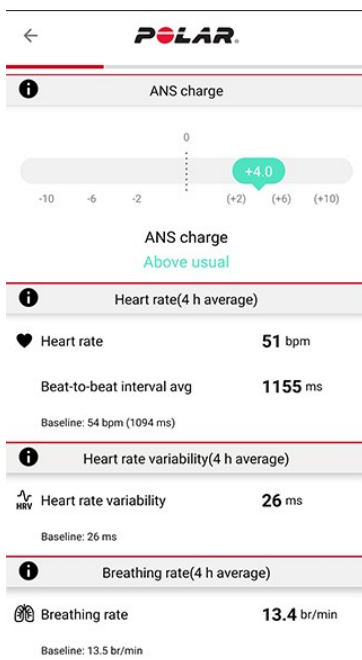 POLAR.
ANS charge
0
+4.0
-10 -6 -2 (+2) (+6) (+10)
ANS charge
Above usual
Heart rate(4 h average)
Heart rate 51 bpm
Beat-to-beat interval avg 1155 ms
Baseline: 54 bpm (1094 ms)
Heart rate variability(4 h average)
HRV Heart rate variability 26 ms
Baseline: 26 ms
Breathing rate(4 h average)
Breathing rate 13.4 br/min
Baseline: 13.5 br/min